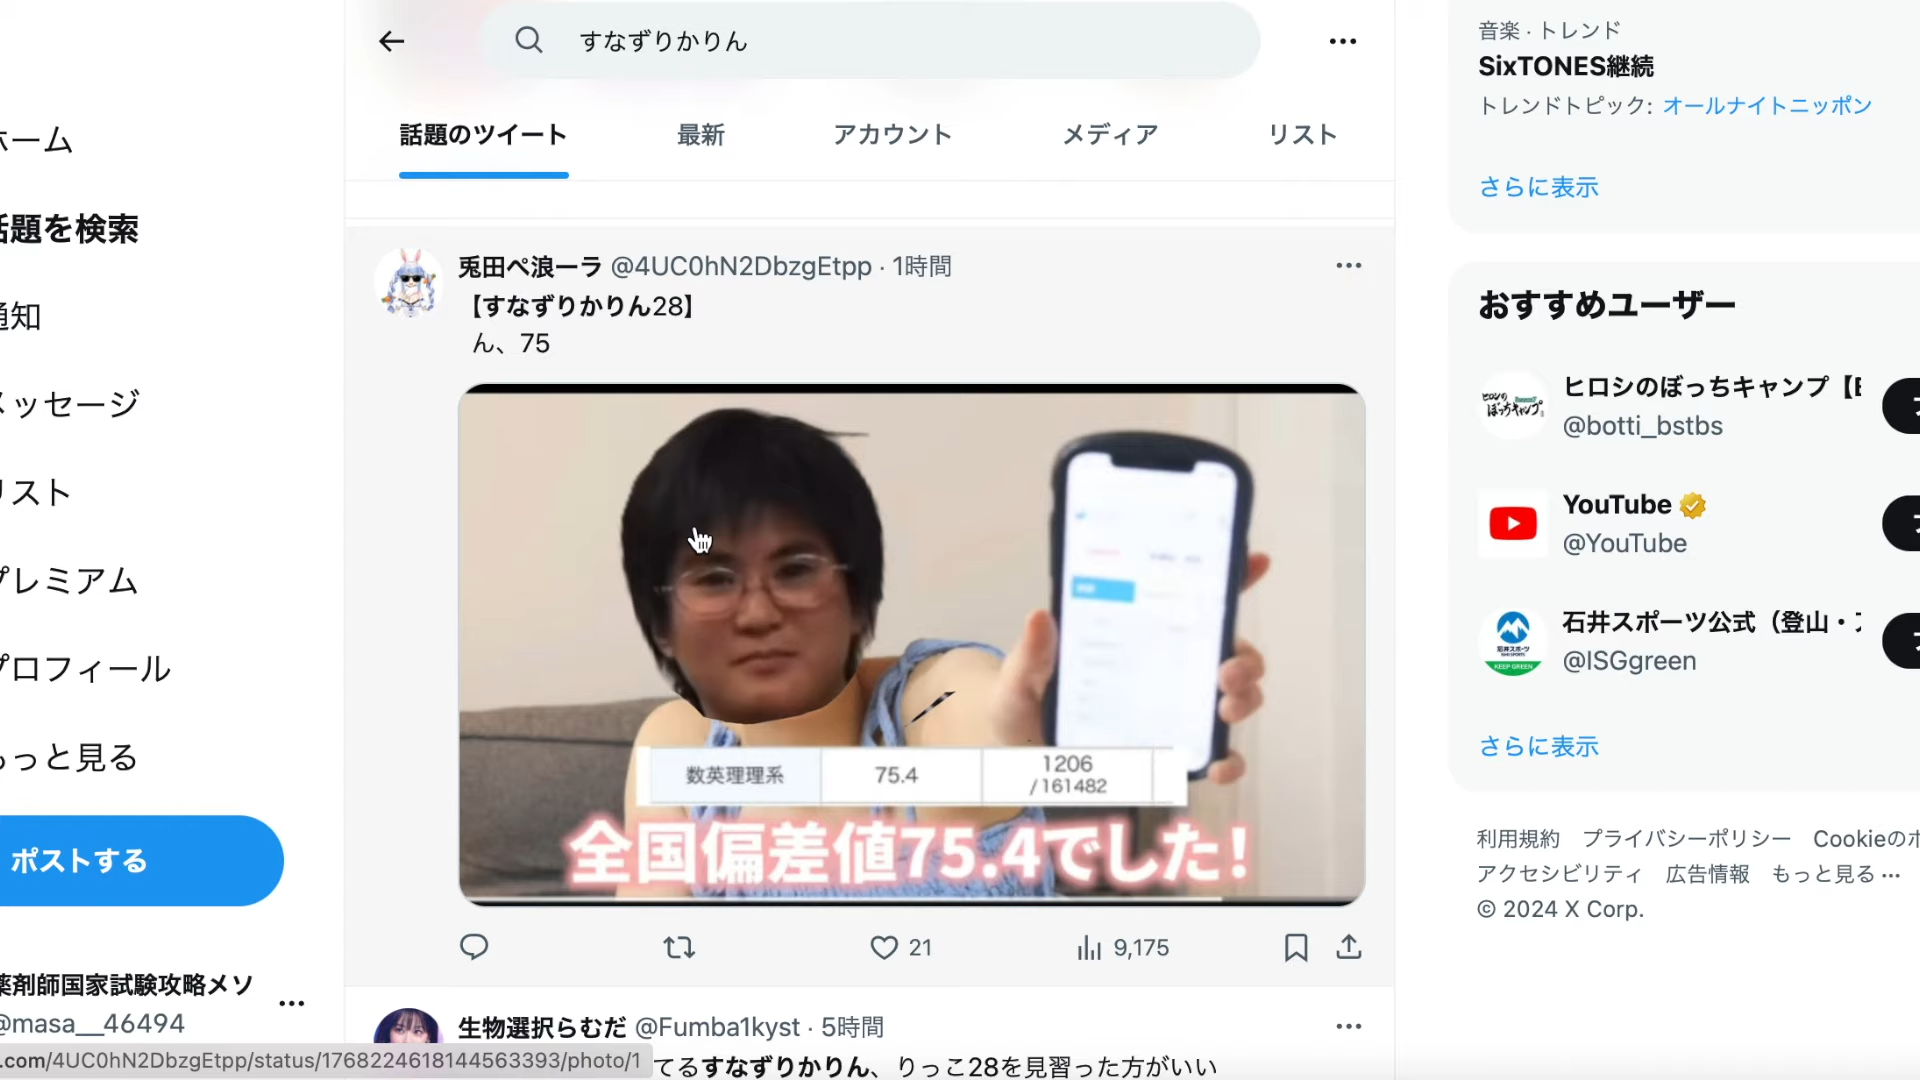 すなずりかりん
話題のツイート
最新
アカウント
メディア
リスト
ホーム
話題を検索
通知
メッセージ
リスト
プレミアム
プロフィール
もっと見る
ポストする
薬剤師国家試験攻略メソ
@masa__46494
兎田ぺ浪ーラ @4UC0hN2DbzgEtpp · 1時間
【すなずりかりん28】
ん、75
数英理理系 75.4 1206
/161482
全国偏差値75.4でした!
21
9,175
生物選択らむだ @Fumba1kyst · 5時間
てるすなずりかりん、りっこ28を見習った方がいい
.com/4UC0hN2DbzgEtpp/status/1768224618144563393/photo/1
音楽 · トレンド
SixTONES継続
トレンドトピック: オールナイトニッポン
さらに表示
おすすめユーザー
ヒロシのぼっちキャンプ【
@botti_bstbs
YouTube
@YouTube
石井スポーツ公式（登山・
@ISGgreen
さらに表示
利用規約 プライバシーポリシー Cookieのポ
アクセシビリティ 広告情報 もっと見る ...
© 2024 X Corp.